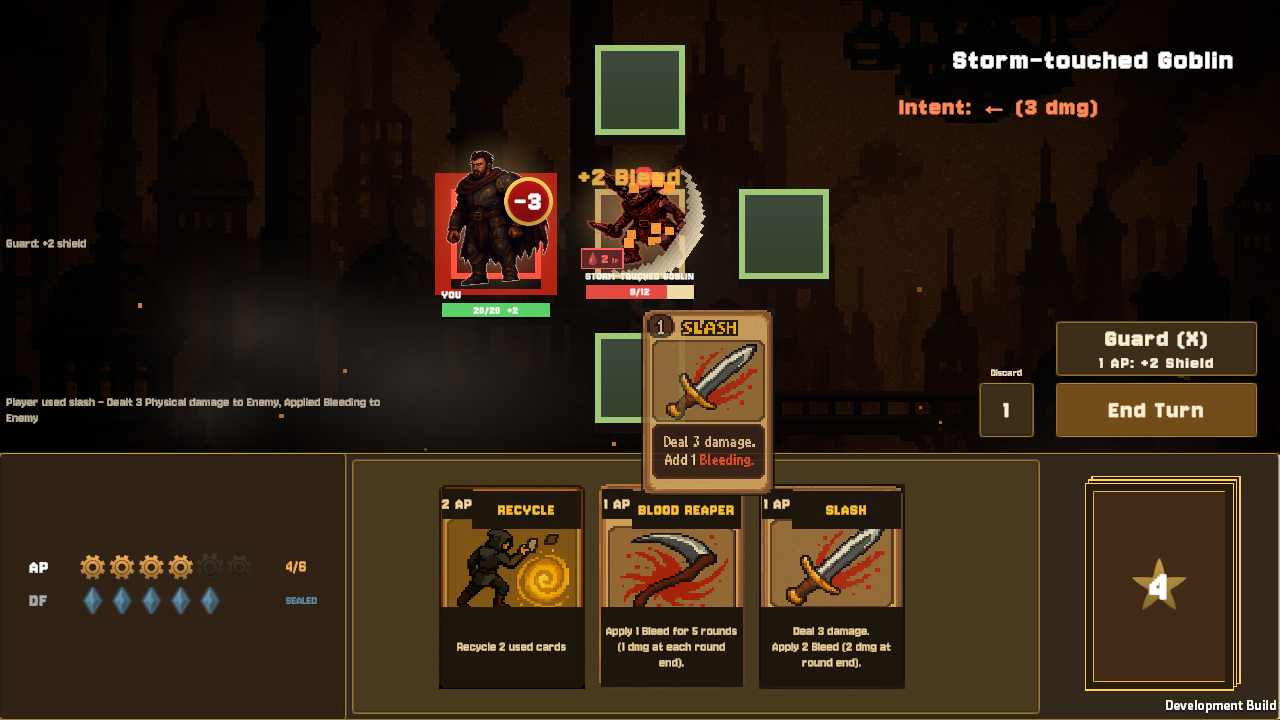 Storm-touched Goblin
Intent: ← (3 dmg)
+2 Bleed
-3
Guard: +2 shield
2 1r
STORM-TOUCHED GOBLIN
9/12
YOU
20/20 +2
1 SLASH
Deal 3 damage.
Add 1 Bleeding.
Guard (X)
1 AP: +2 Shield
Discard
1
End Turn
Player used slash - Dealt 3 Physical damage to Enemy, Applied Bleeding to
Enemy
2 AP RECYCLE
Recycle 2 used cards
1 AP BLOOD REAPER
Apply 1 Bleed for 5 rounds
(1 dmg at each round
end).
1 AP SLASH
Deal 3 damage.
Apply 2 Bleed (2 dmg at
round end).
AP 4/6
DF SEALED
4
Development Build